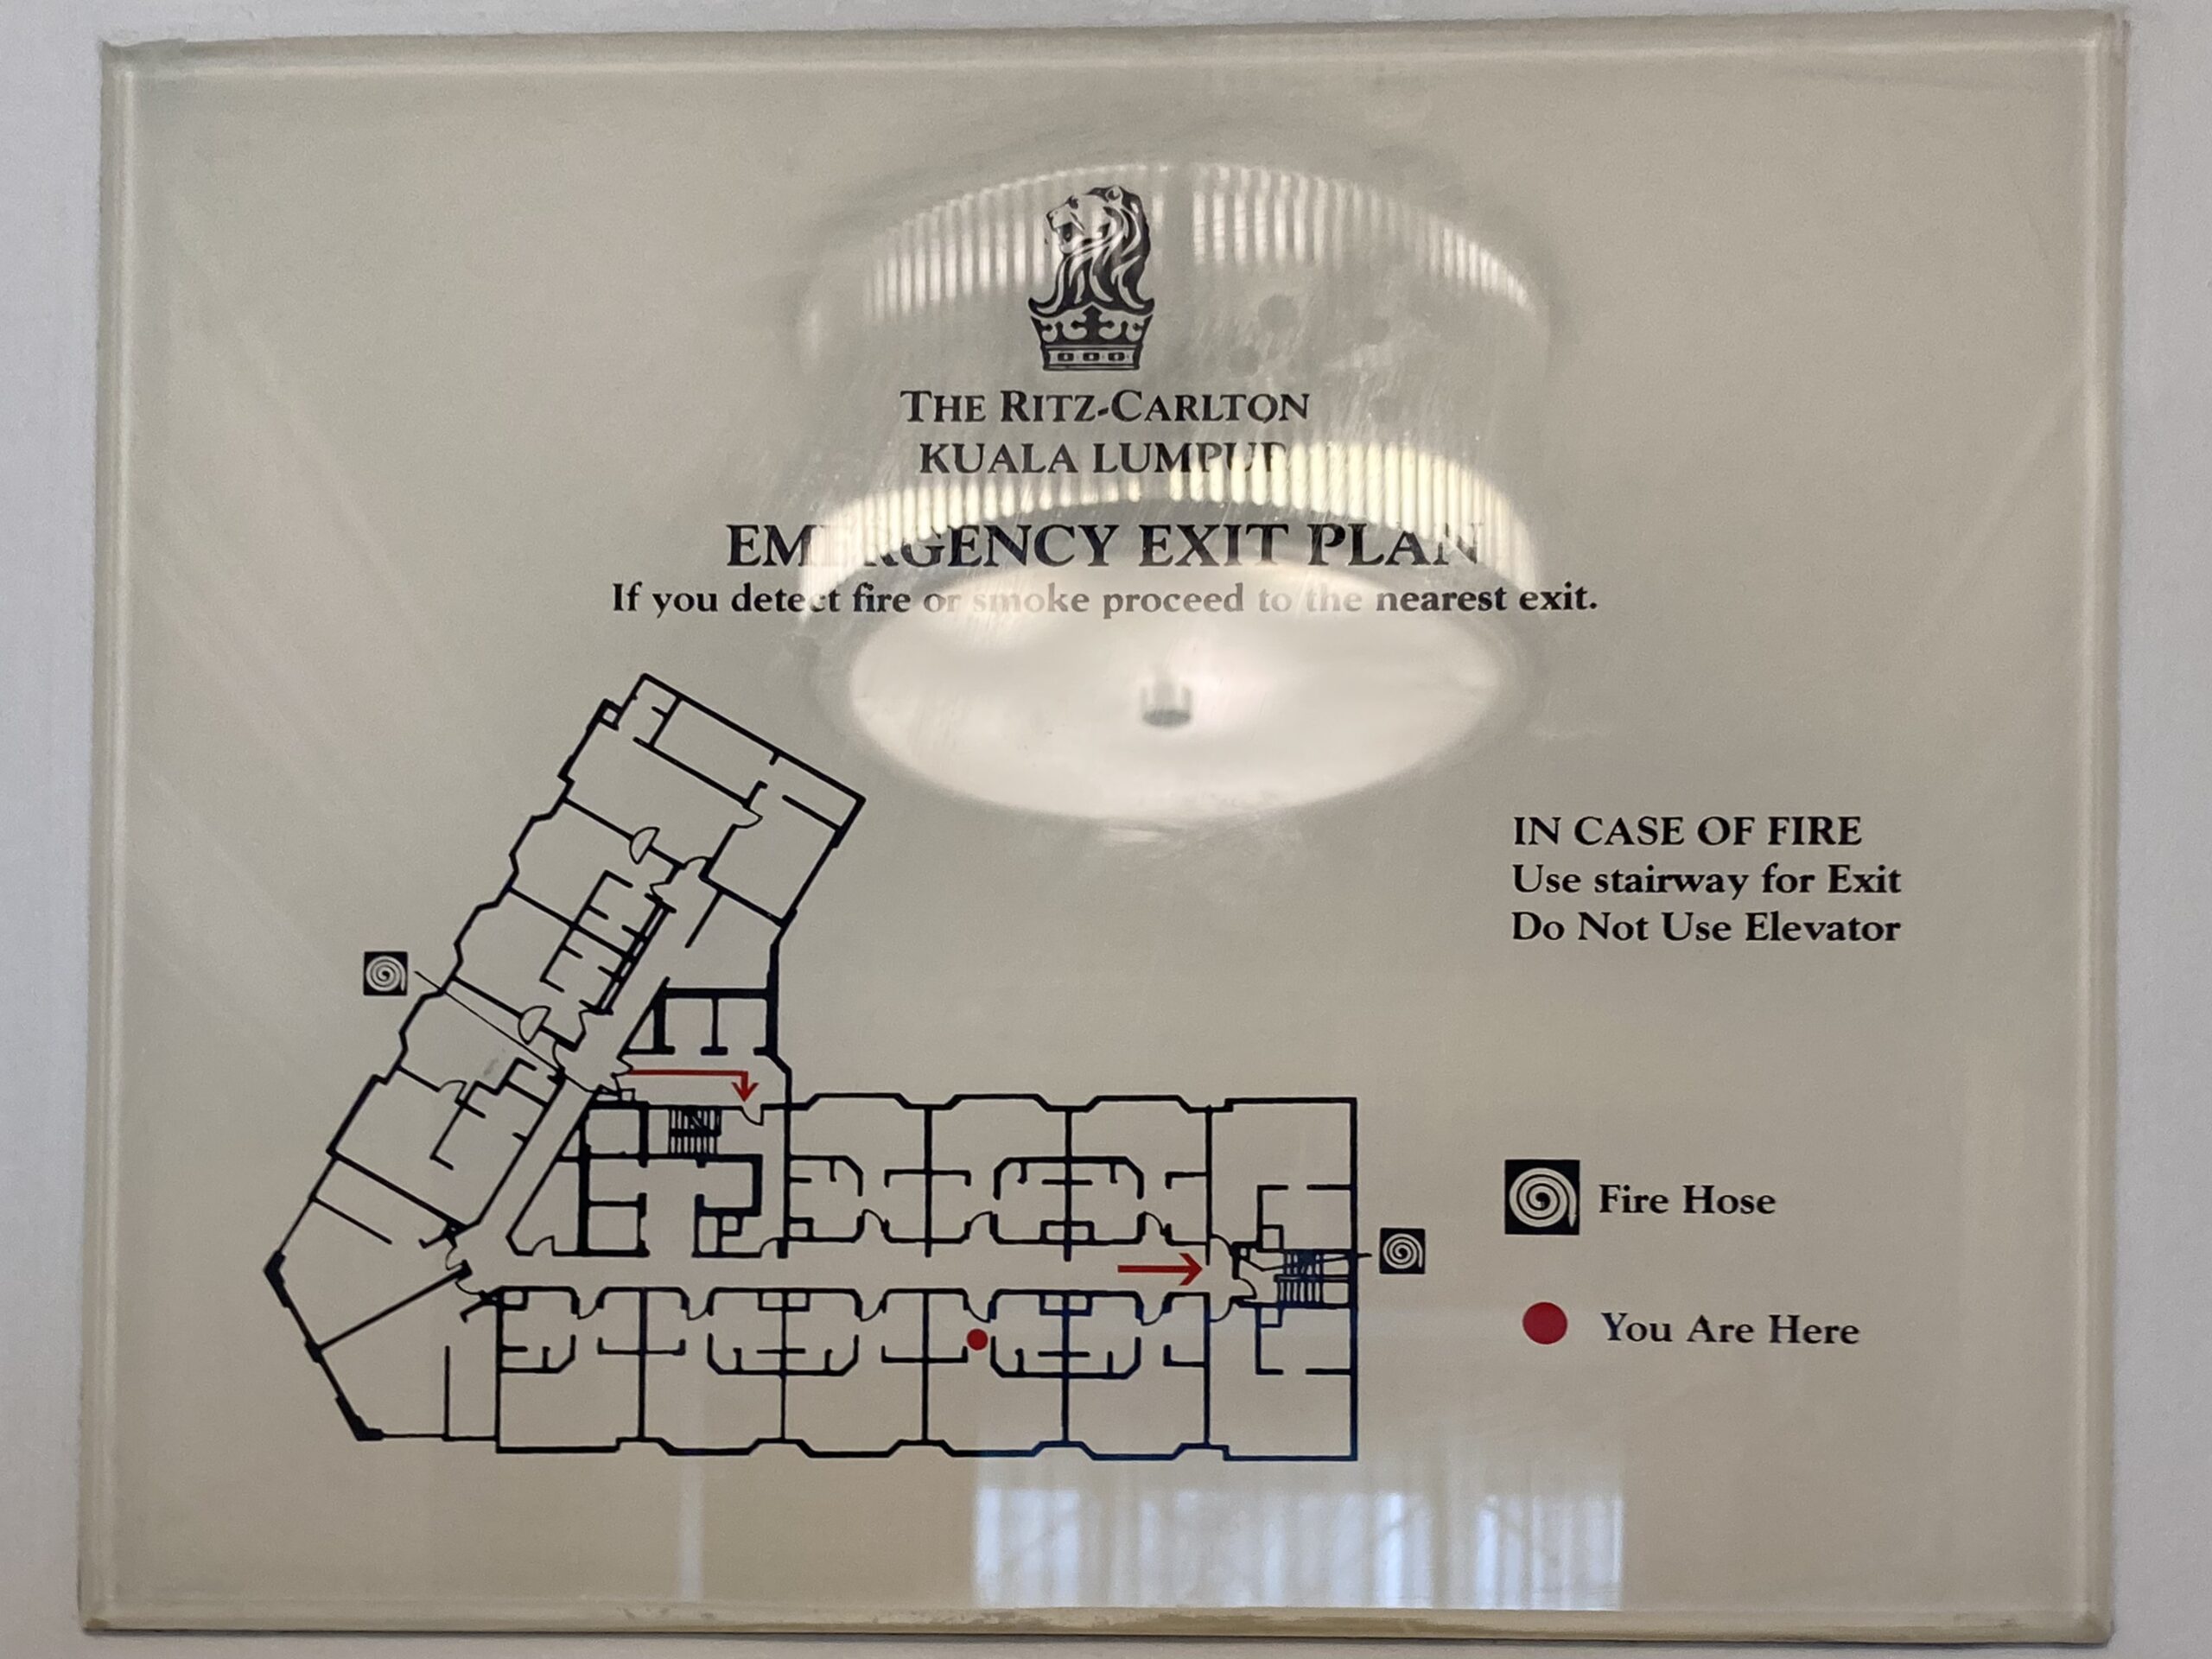 THE RITZ-CARLTON
KUALA LUMPUR
EMERGENCY EXIT PLAN
If you detect fire or smoke proceed to the nearest exit.
IN CASE OF FIRE
Use stairway for Exit
Do Not Use Elevator
Fire Hose
You Are Here